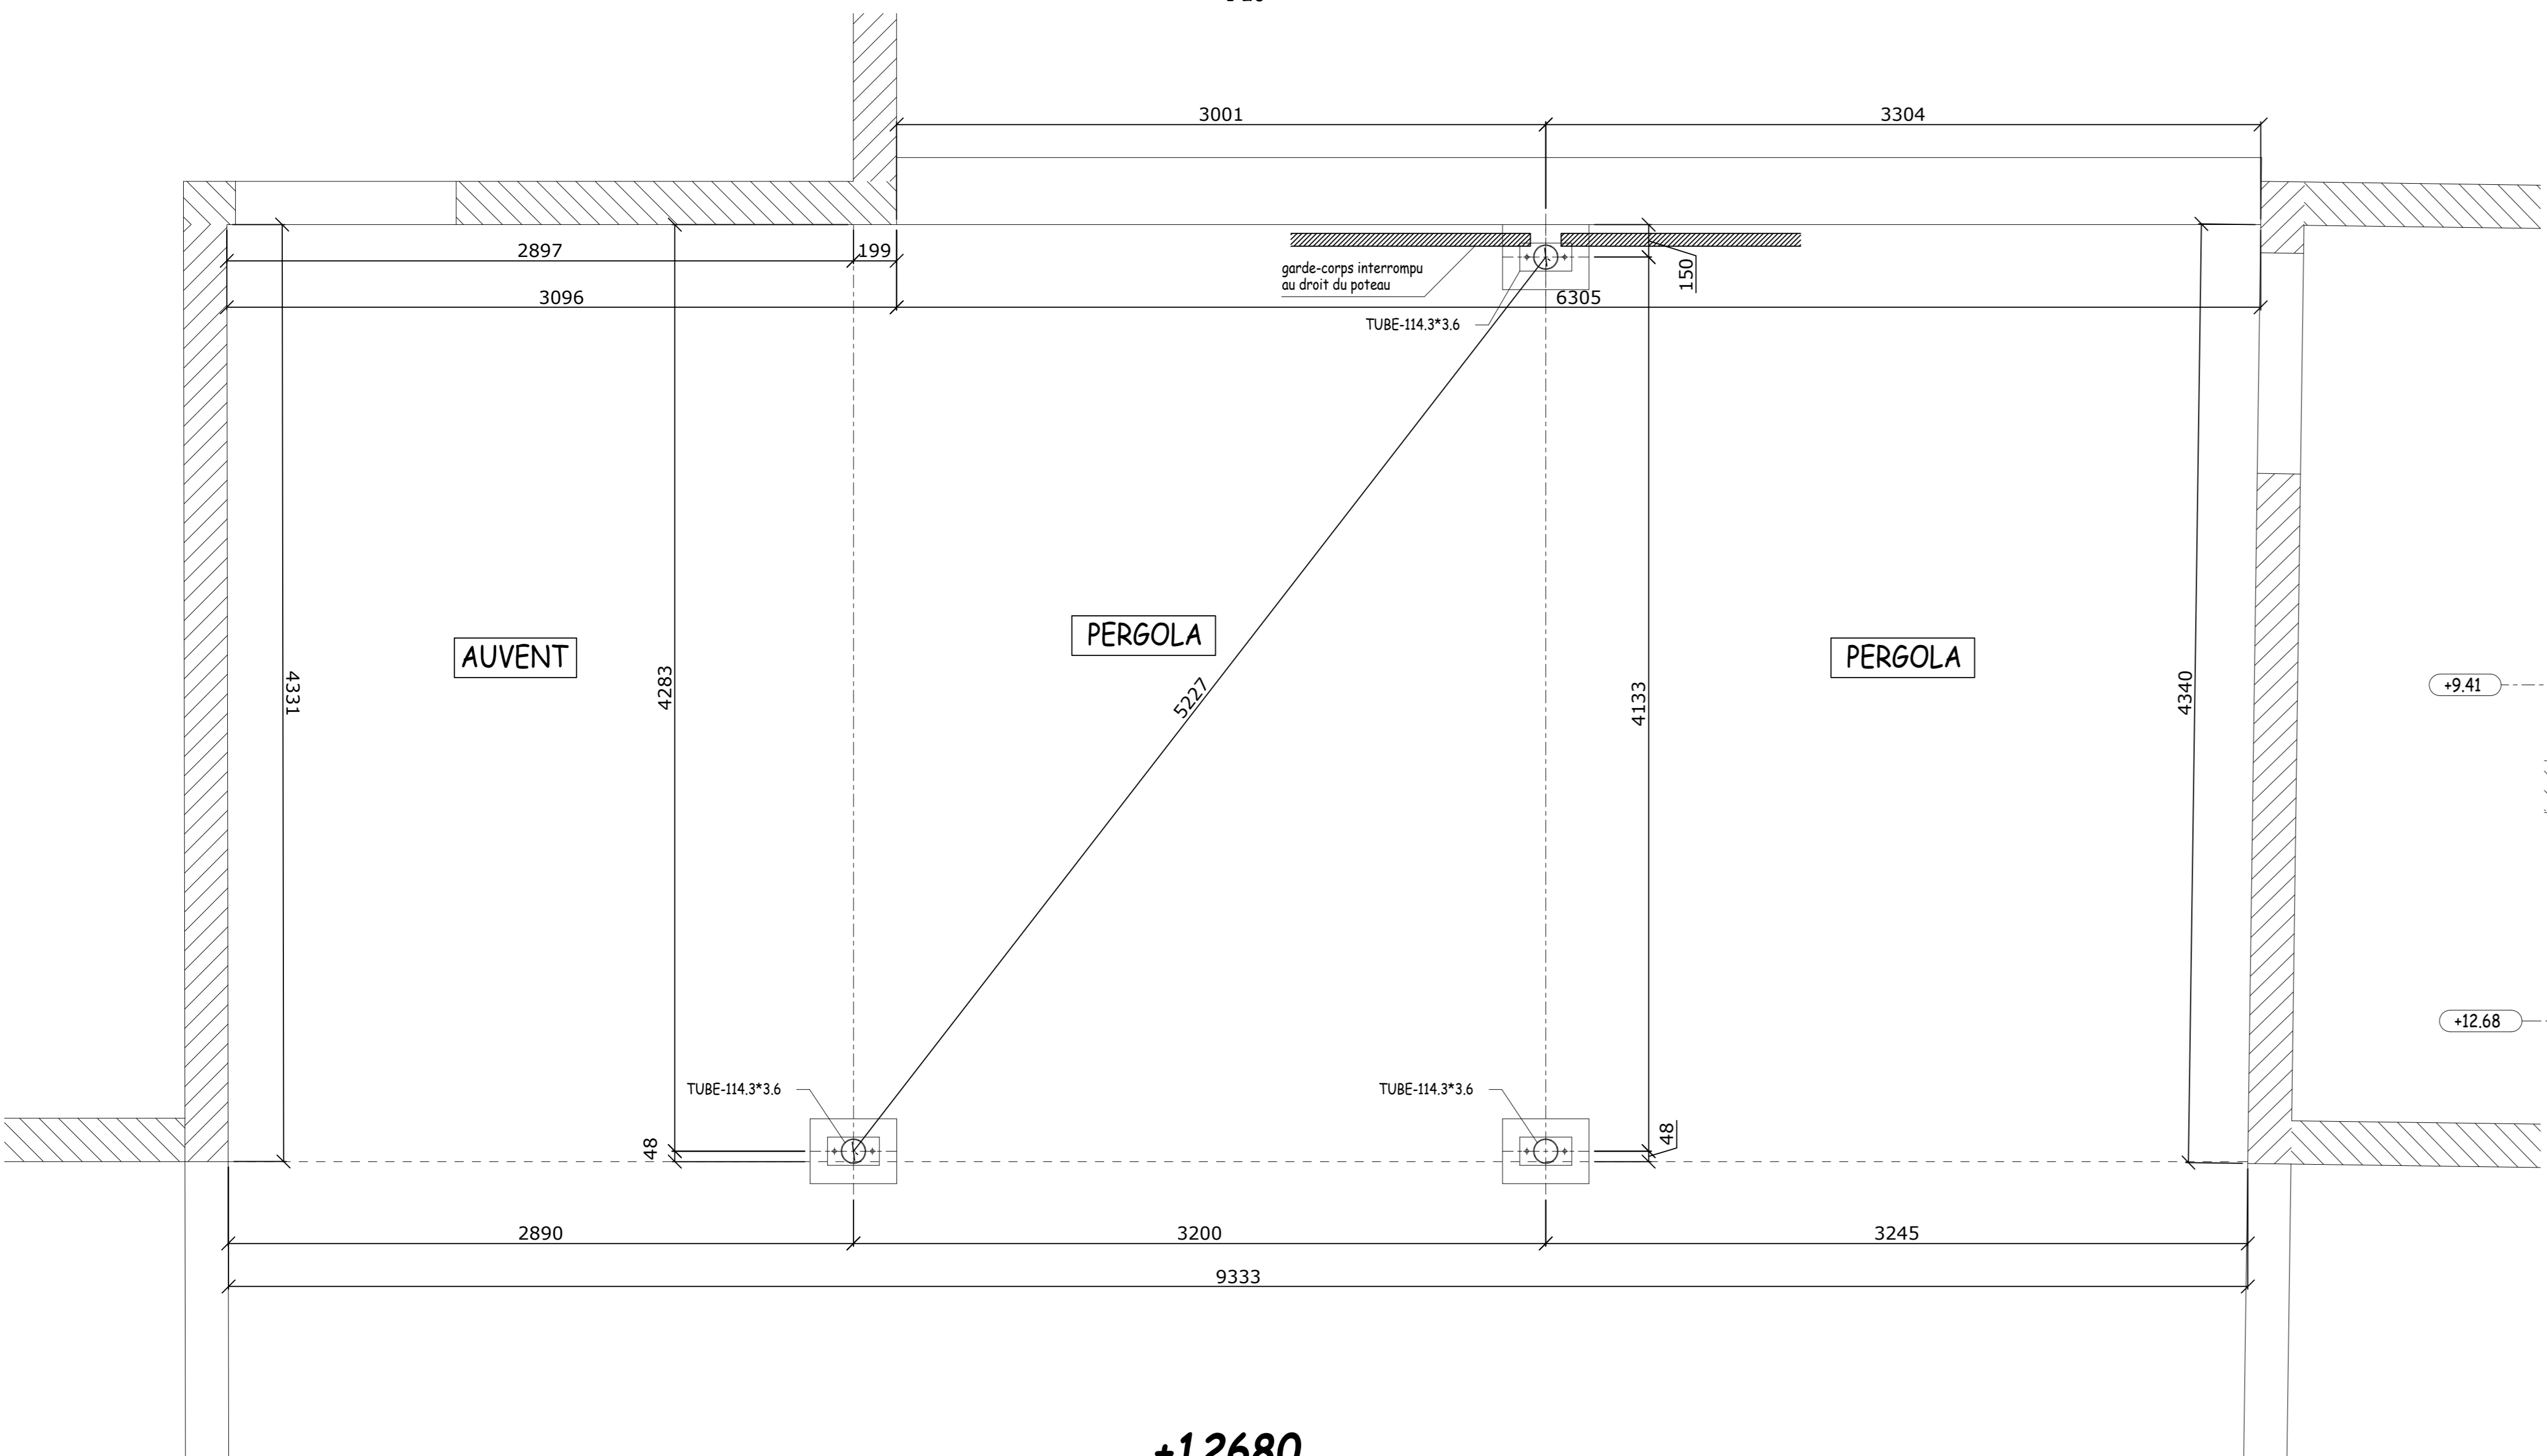 3001
3304
2897
199
garde-corps interrompu
au droit du poteau
150
3096
6305
TUBE-114.3*3.6
PERGOLA
AUVENT
PERGOLA
4331
4283
5227
4133
4340
+9.41
+12.68
TUBE-114.3*3.6
TUBE-114.3*3.6
48
48
2890
3200
3245
9333
+12680